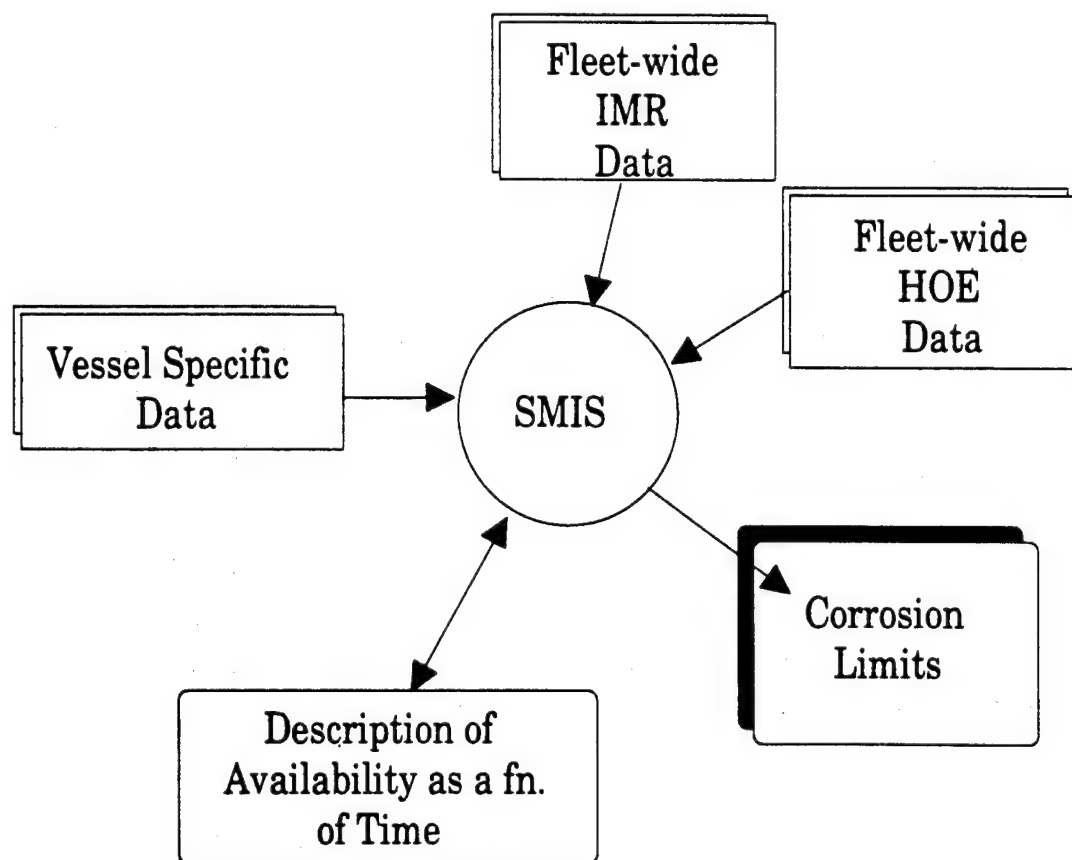 Fleet-wide
IMR
Data
Fleet-wide
HOE
Data
Vessel Specific
Data
SMIS
Corrosion
Limits
Description of
Availability as a fn.
of Time